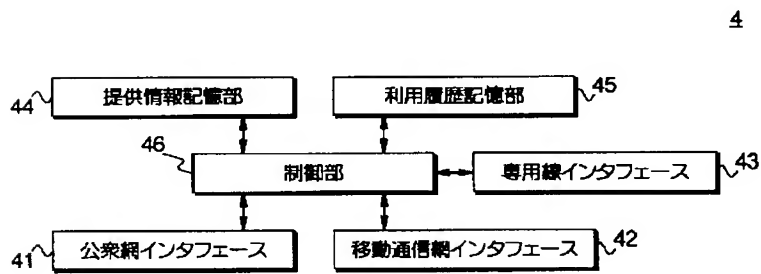 4
44 提供情報記憶部
利用履歴記憶部 45
46 制御部
専用線インタフェース 43
41 公衆網インタフェース
移動通信網インタフェース 42